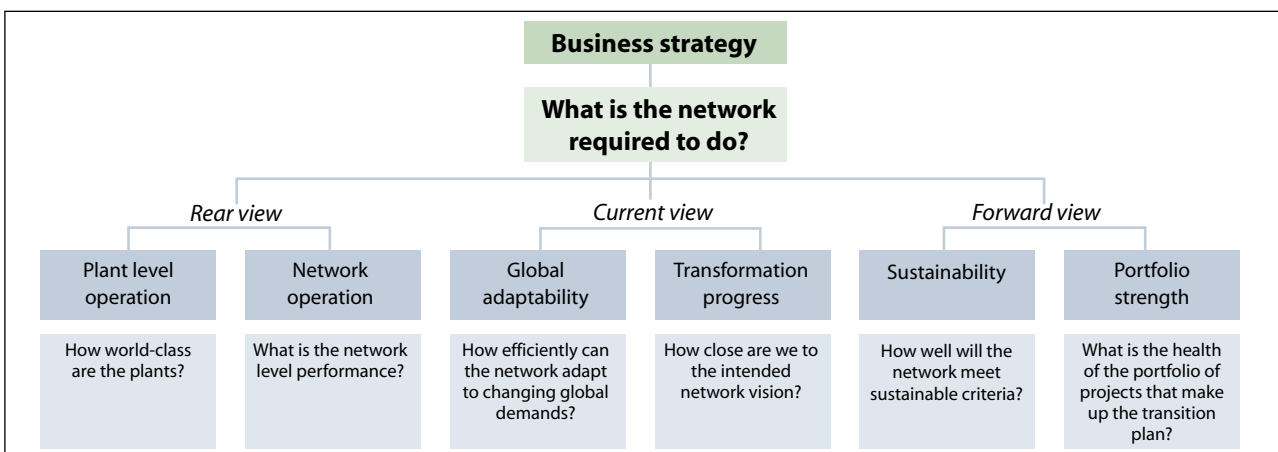 Business strategy
What is the network
required to do?
Rear view
Current view
Forward view
Plant level
operation
Network
operation
Global
adaptability
Transformation
progress
Sustainability
Portfolio
strength
How world-class
are the plants?
What is the network
level performance?
How efficiently can
the network adapt
to changing global
demands?
How close are we to
the intended
network vision?
How well will the
network meet
sustainable criteria?
What is the health
of the portfolio of
projects that make
up the transition
plan?